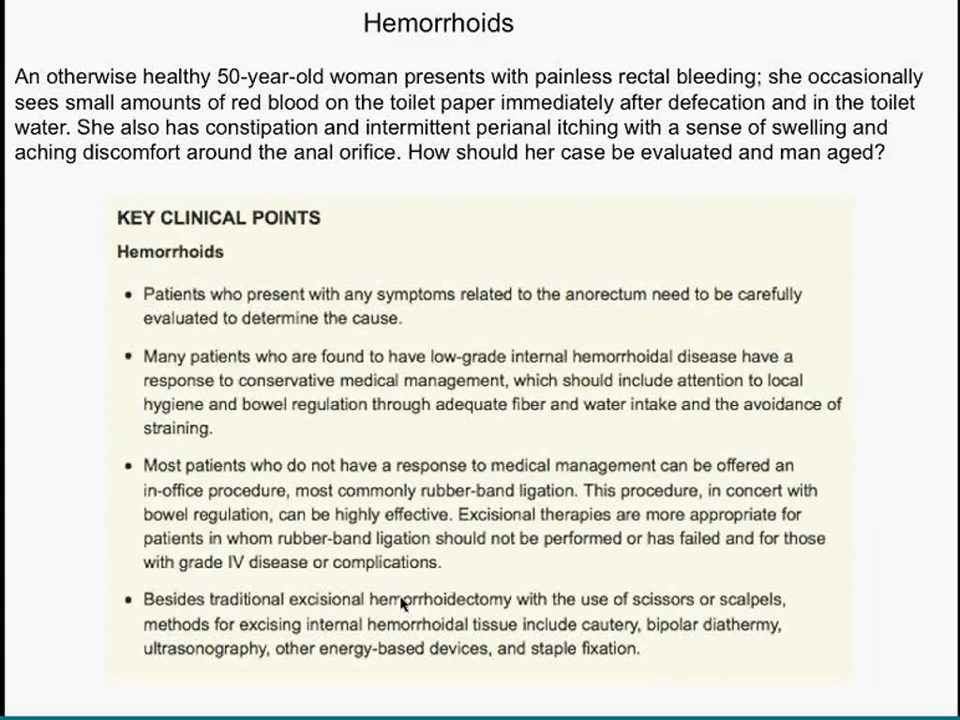 Hemorrhoids
An otherwise healthy 50-year-old woman presents with painless rectal bleeding; she occasionally
sees small amounts of red blood on the toilet paper immediately after defecation and in the toilet
water. She also has constipation and intermittent perianal itching with a sense of swelling and
aching discomfort around the anal orifice. How should her case be evaluated and man aged?
KEY CLINICAL POINTS
Hemorrhoids
• Patients who present with any symptoms related to the anorectum need to be carefully
evaluated to determine the cause.
• Many patients who are found to have low-grade internal hemorrhoidal disease have a
response to conservative medical management, which should include attention to local
hygiene and bowel regulation through adequate fiber and water intake and the avoidance of
straining.
• Most patients who do not have a response to medical management can be offered an
in-office procedure, most commonly rubber-band ligation. This procedure, in concert with
bowel regulation, can be highly effective. Excisional therapies are more appropriate for
patients in whom rubber-band ligation should not be performed or has failed and for those
with grade IV disease or complications.
• Besides traditional excisional hemorrhoidectomy with the use of scissors or scalpels,
methods for excising internal hemorrhoidal tissue include cautery, bipolar diathermy,
ultrasonography, other energy-based devices, and staple fixation.